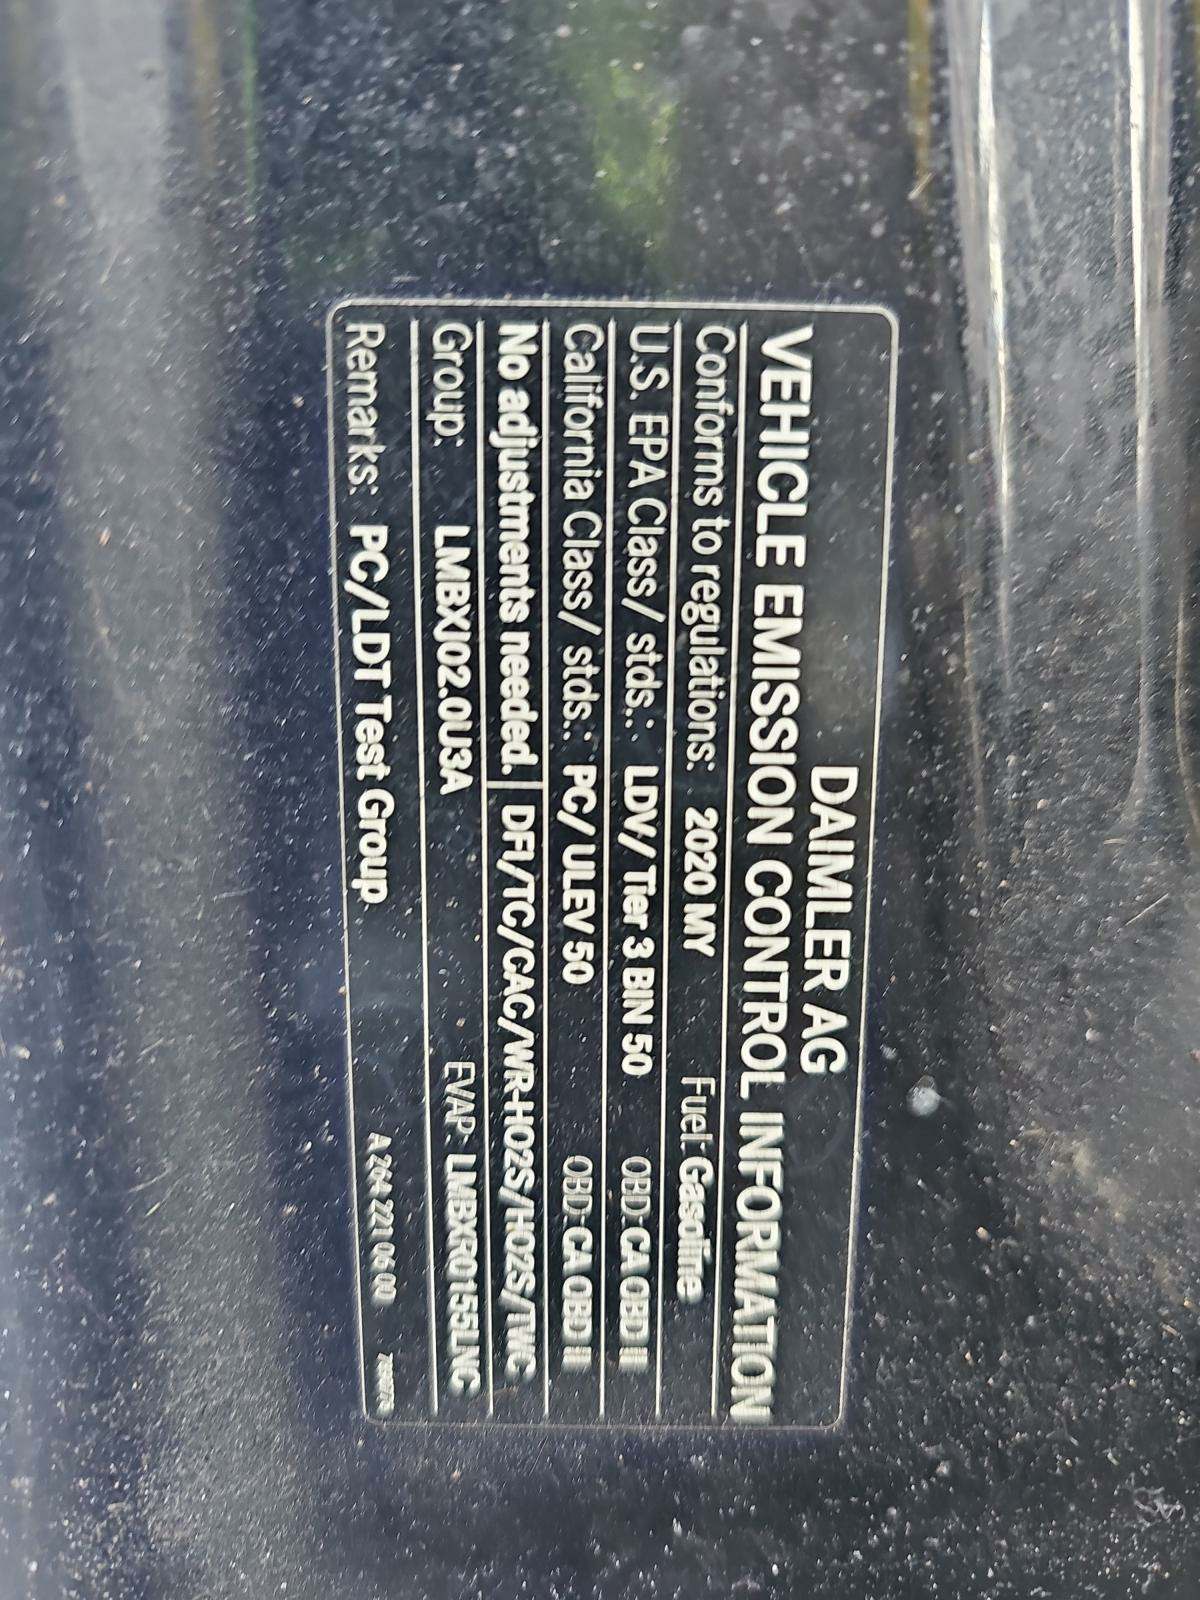 DAIMLER AG
VEHICLE EMISSION CONTROL INFORMATION
Conforms to regulations: 2020 MY Fuel: Gasoline
U.S. EPA Class/ stds.: LDV/ Tier 3 BIN 50 OBD: CA OBD II
California Class/ stds.: PC/ ULEV 50 OBD: CA OBD II
No adjustments needed. DFI/TC/CAC/WR-HO2S/HO2S/TWC
Group: LMBXJ02.0U3A EVAP: LMBXR0155LNC
Remarks: PC/LDT Test Group A 264 221 06 00